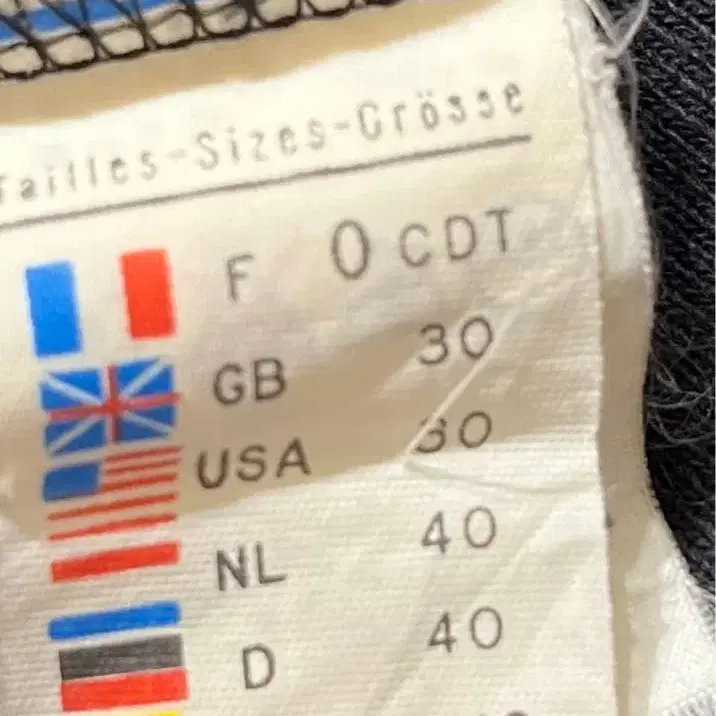 Tailles-Sizes-Grösse
F 0 CDT
GB 30
USA 30
NL 40
D 40